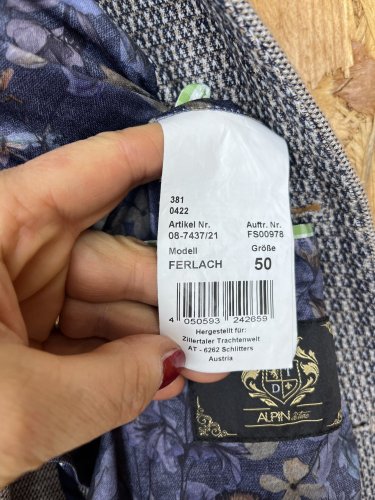 381
0422
Artikel Nr. Auftr. Nr.
08-7437/21 FS00978
Modell Größe
FERLACH 50
4 050593 242659
Hergestellt für:
Zillertaler Trachtenwelt
AT - 6262 Schlitters
Austria
D
ALPIN